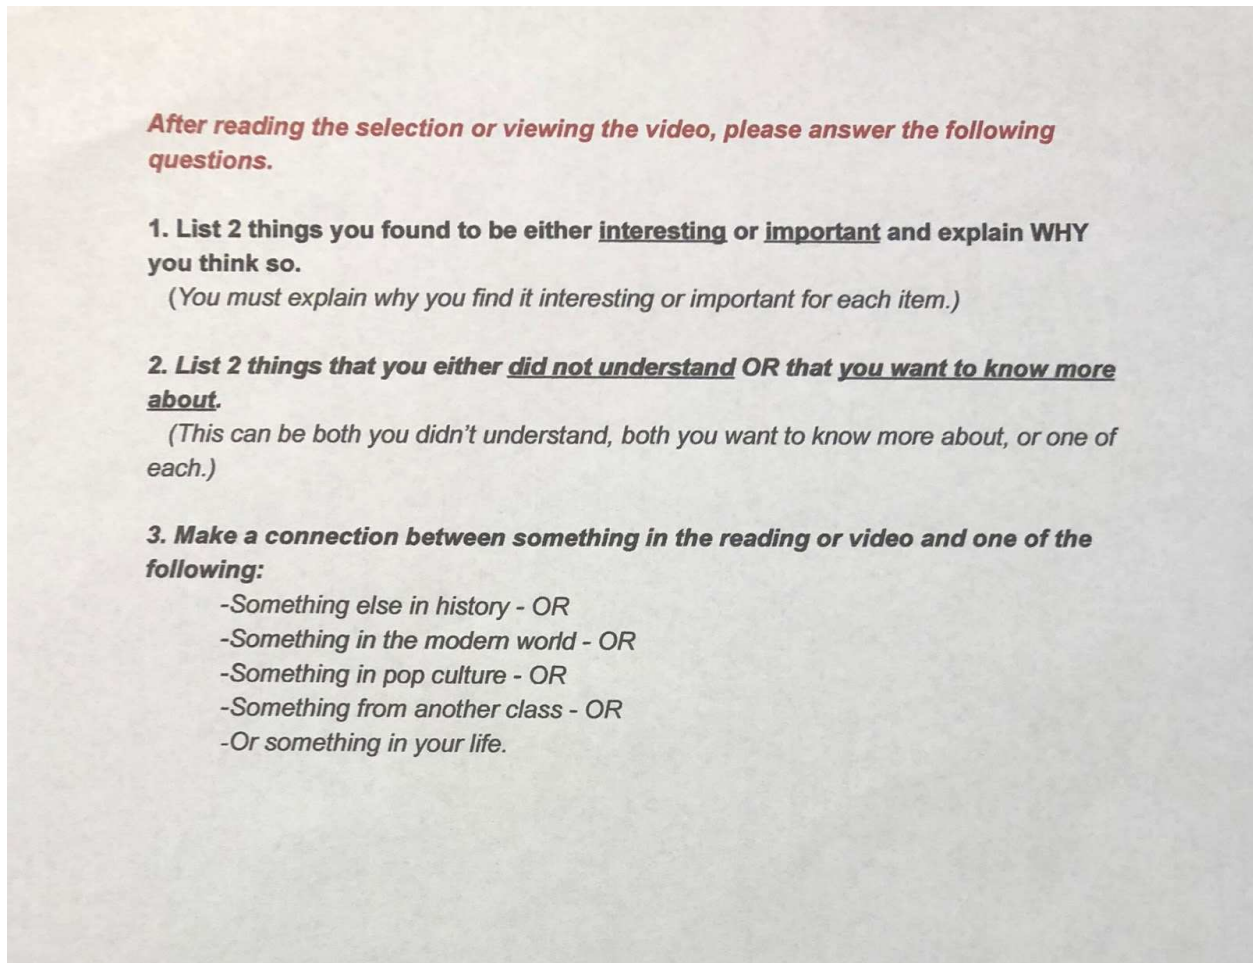 After reading the selection or viewing the video, please answer the following
questions.
1. List 2 things you found to be either interesting or important and explain WHY
you think so.
(You must explain why you find it interesting or important for each item.)
2. List 2 things that you either did not understand OR that you want to know more
about.
(This can be both you didn't understand, both you want to know more about, or one of
each.)
3. Make a connection between something in the reading or video and one of the
following:
-Something else in history - OR
-Something in the modern world - OR
-Something in pop culture - OR
-Something from another class - OR
-Or something in your life.